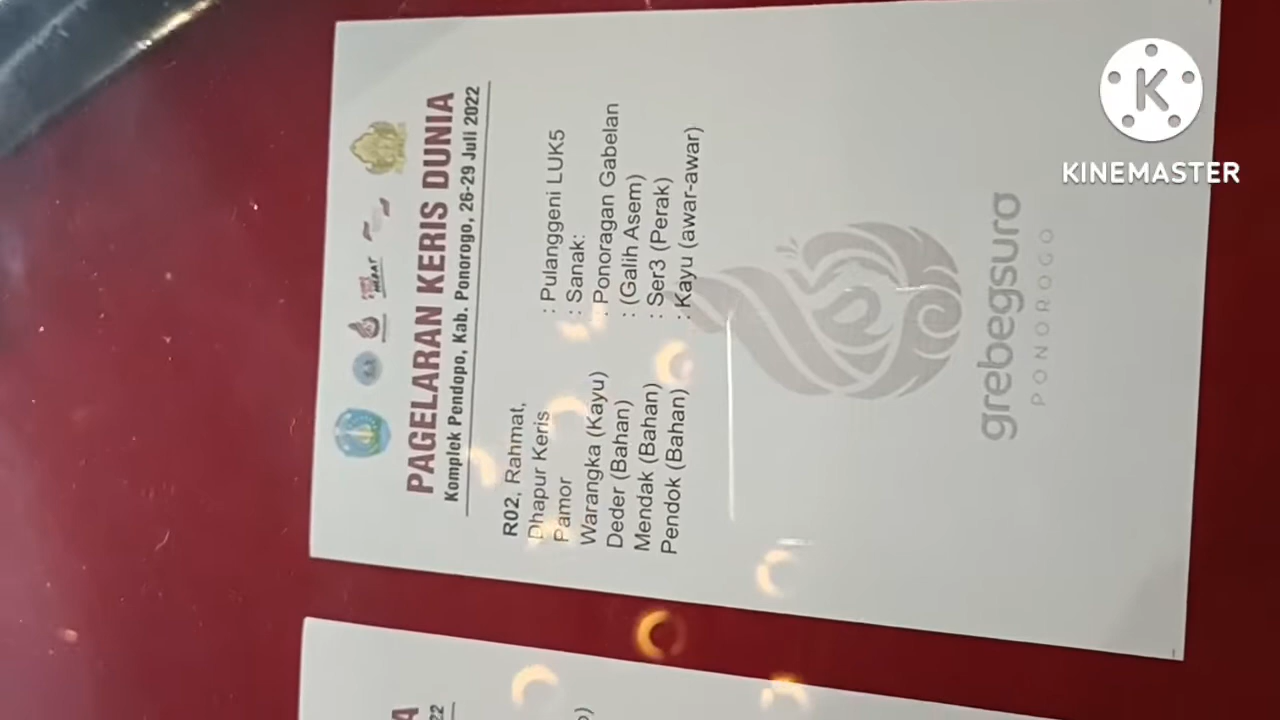 PAGELARAN KERIS DUNIA
Komplek Pendopo, Kab. Ponorogo, 26-29 Juli 2022
R02, Rahmat,
Dhapur Keris : Pulanggeni LUK5
Pamor : Sanak:
Warangka (Kayu) : Ponoragan Gabelan
Deder (Bahan) : (Galih Asem)
Mendak (Bahan) : Ser3 (Perak)
Pendok (Bahan) : Kayu (awar-awar)
grebegsuro
PONOROGO
K
KINEMASTER
A
22